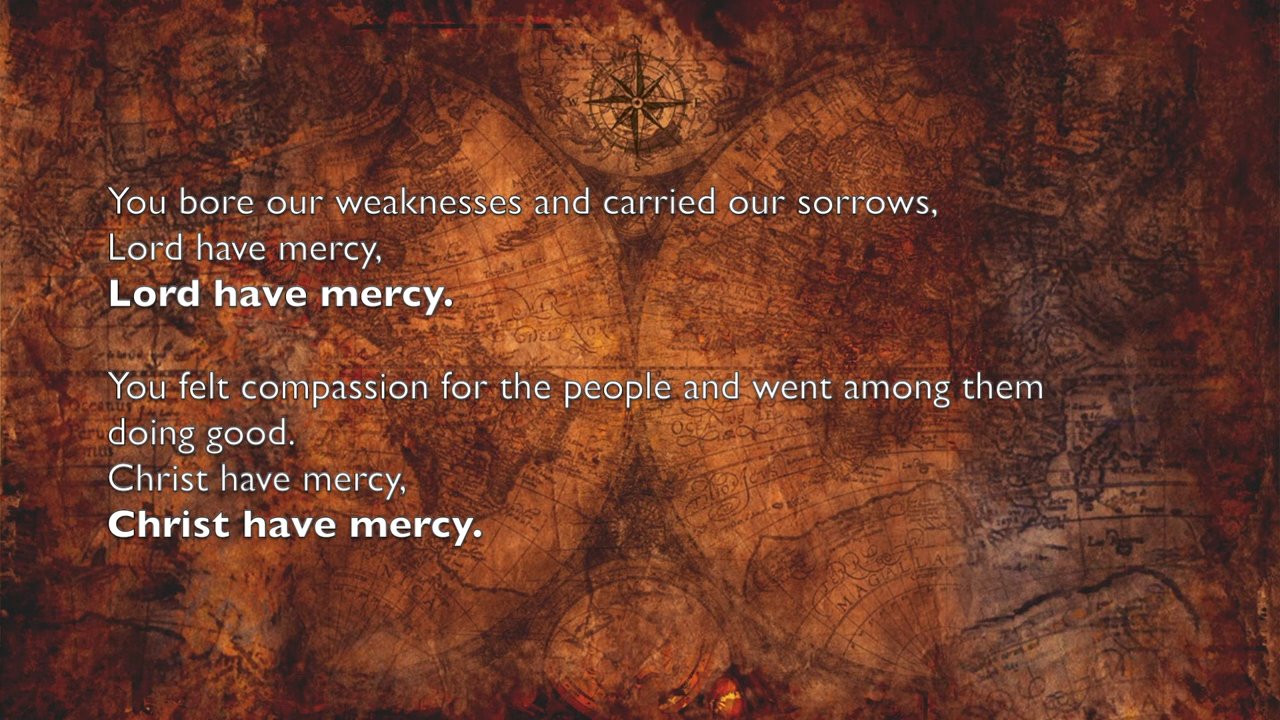 W E
S
You bore our weaknesses and carried our sorrows,
Lord have mercy,
Lord have mercy.
You felt compassion for the people and went among them
doing good.
Christ have mercy,
Christ have mercy.